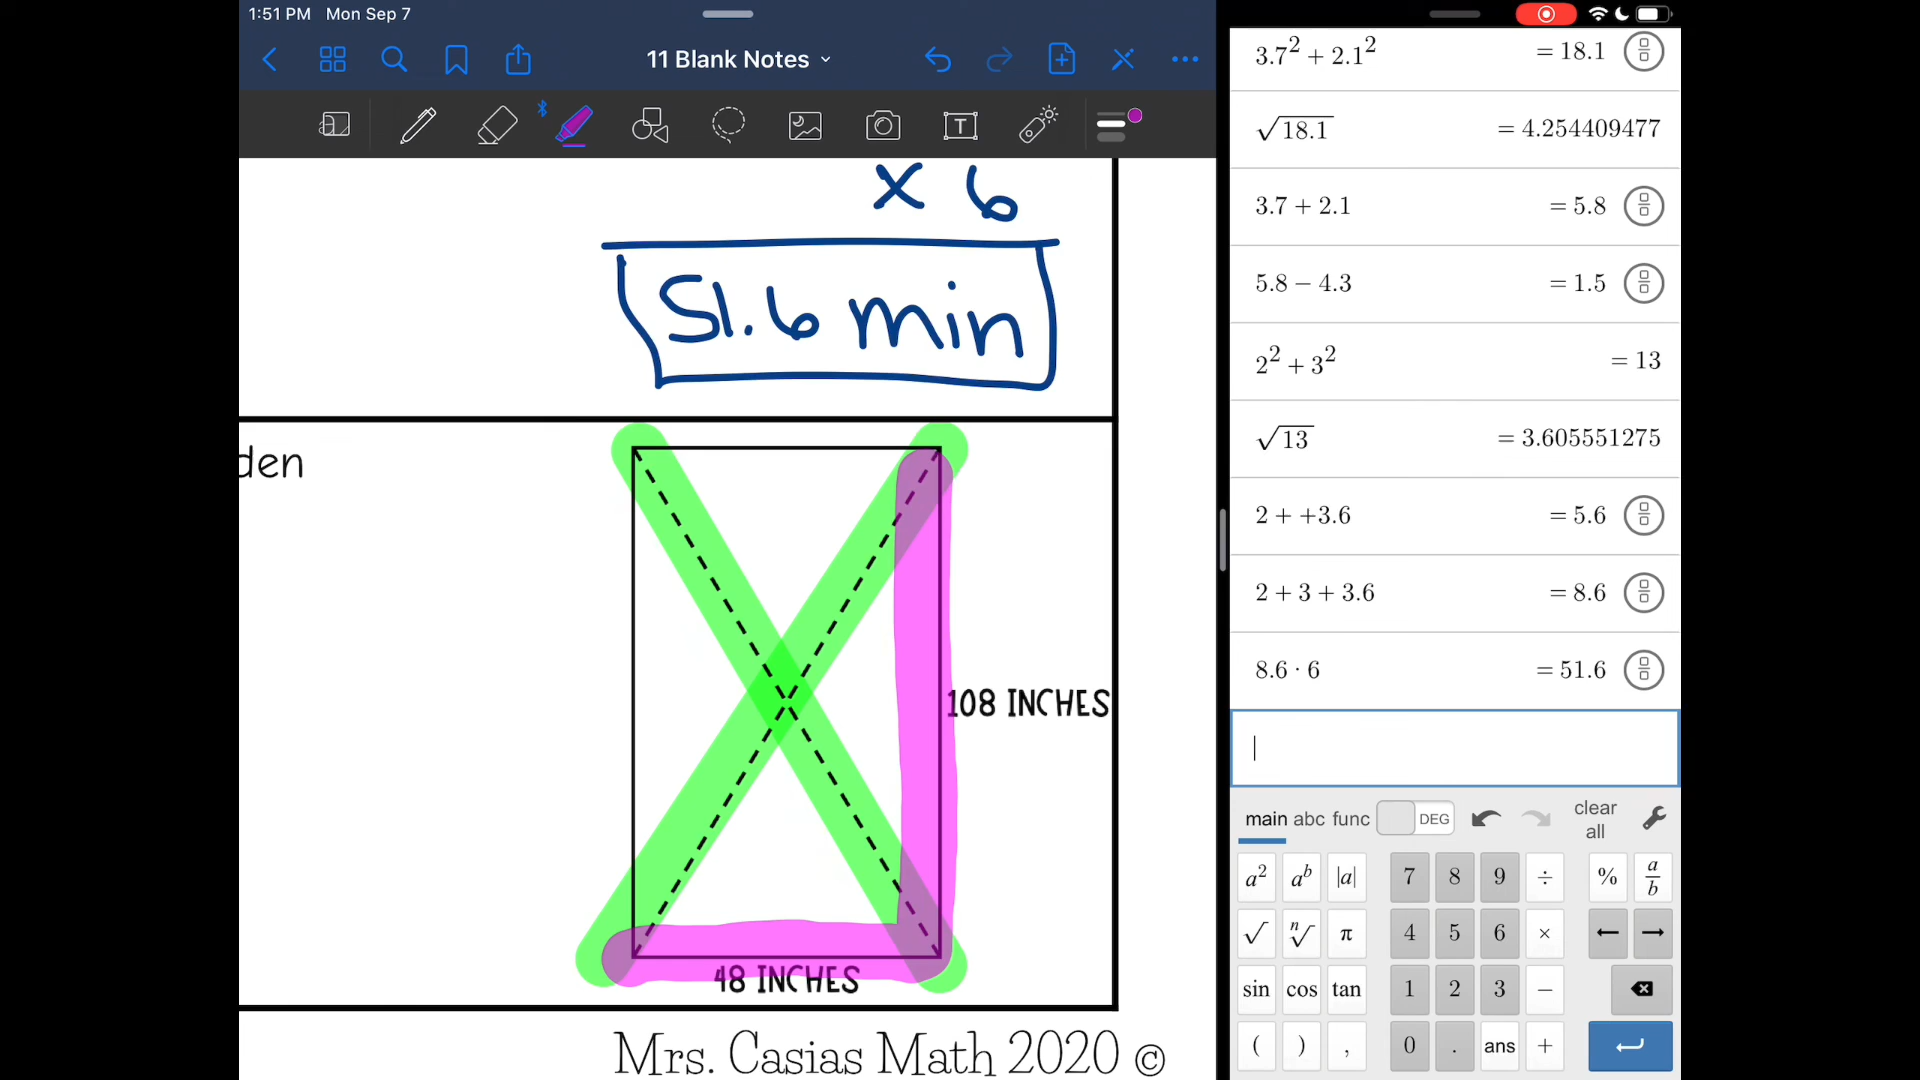 1:51 PM Mon Sep 7
11 Blank Notes
x 6
51.6 min
den
108 INCHES
48 INCHES
Mrs. Casias Math 2020 ©
3.7² + 2.1² = 18.1
√18.1 = 4.254409477
3.7 + 2.1 = 5.8
5.8 − 4.3 = 1.5
2² + 3² = 13
√13 = 3.605551275
2 + +3.6 = 5.6
2 + 3 + 3.6 = 8.6
8.6 · 6 = 51.6
main abc func DEG clear all
a² aᵇ |a| 7 8 9 ÷ % a/b
√ ⁿ√ π 4 5 6 × ← →
sin cos tan 1 2 3 −
( ) , 0 . ans +